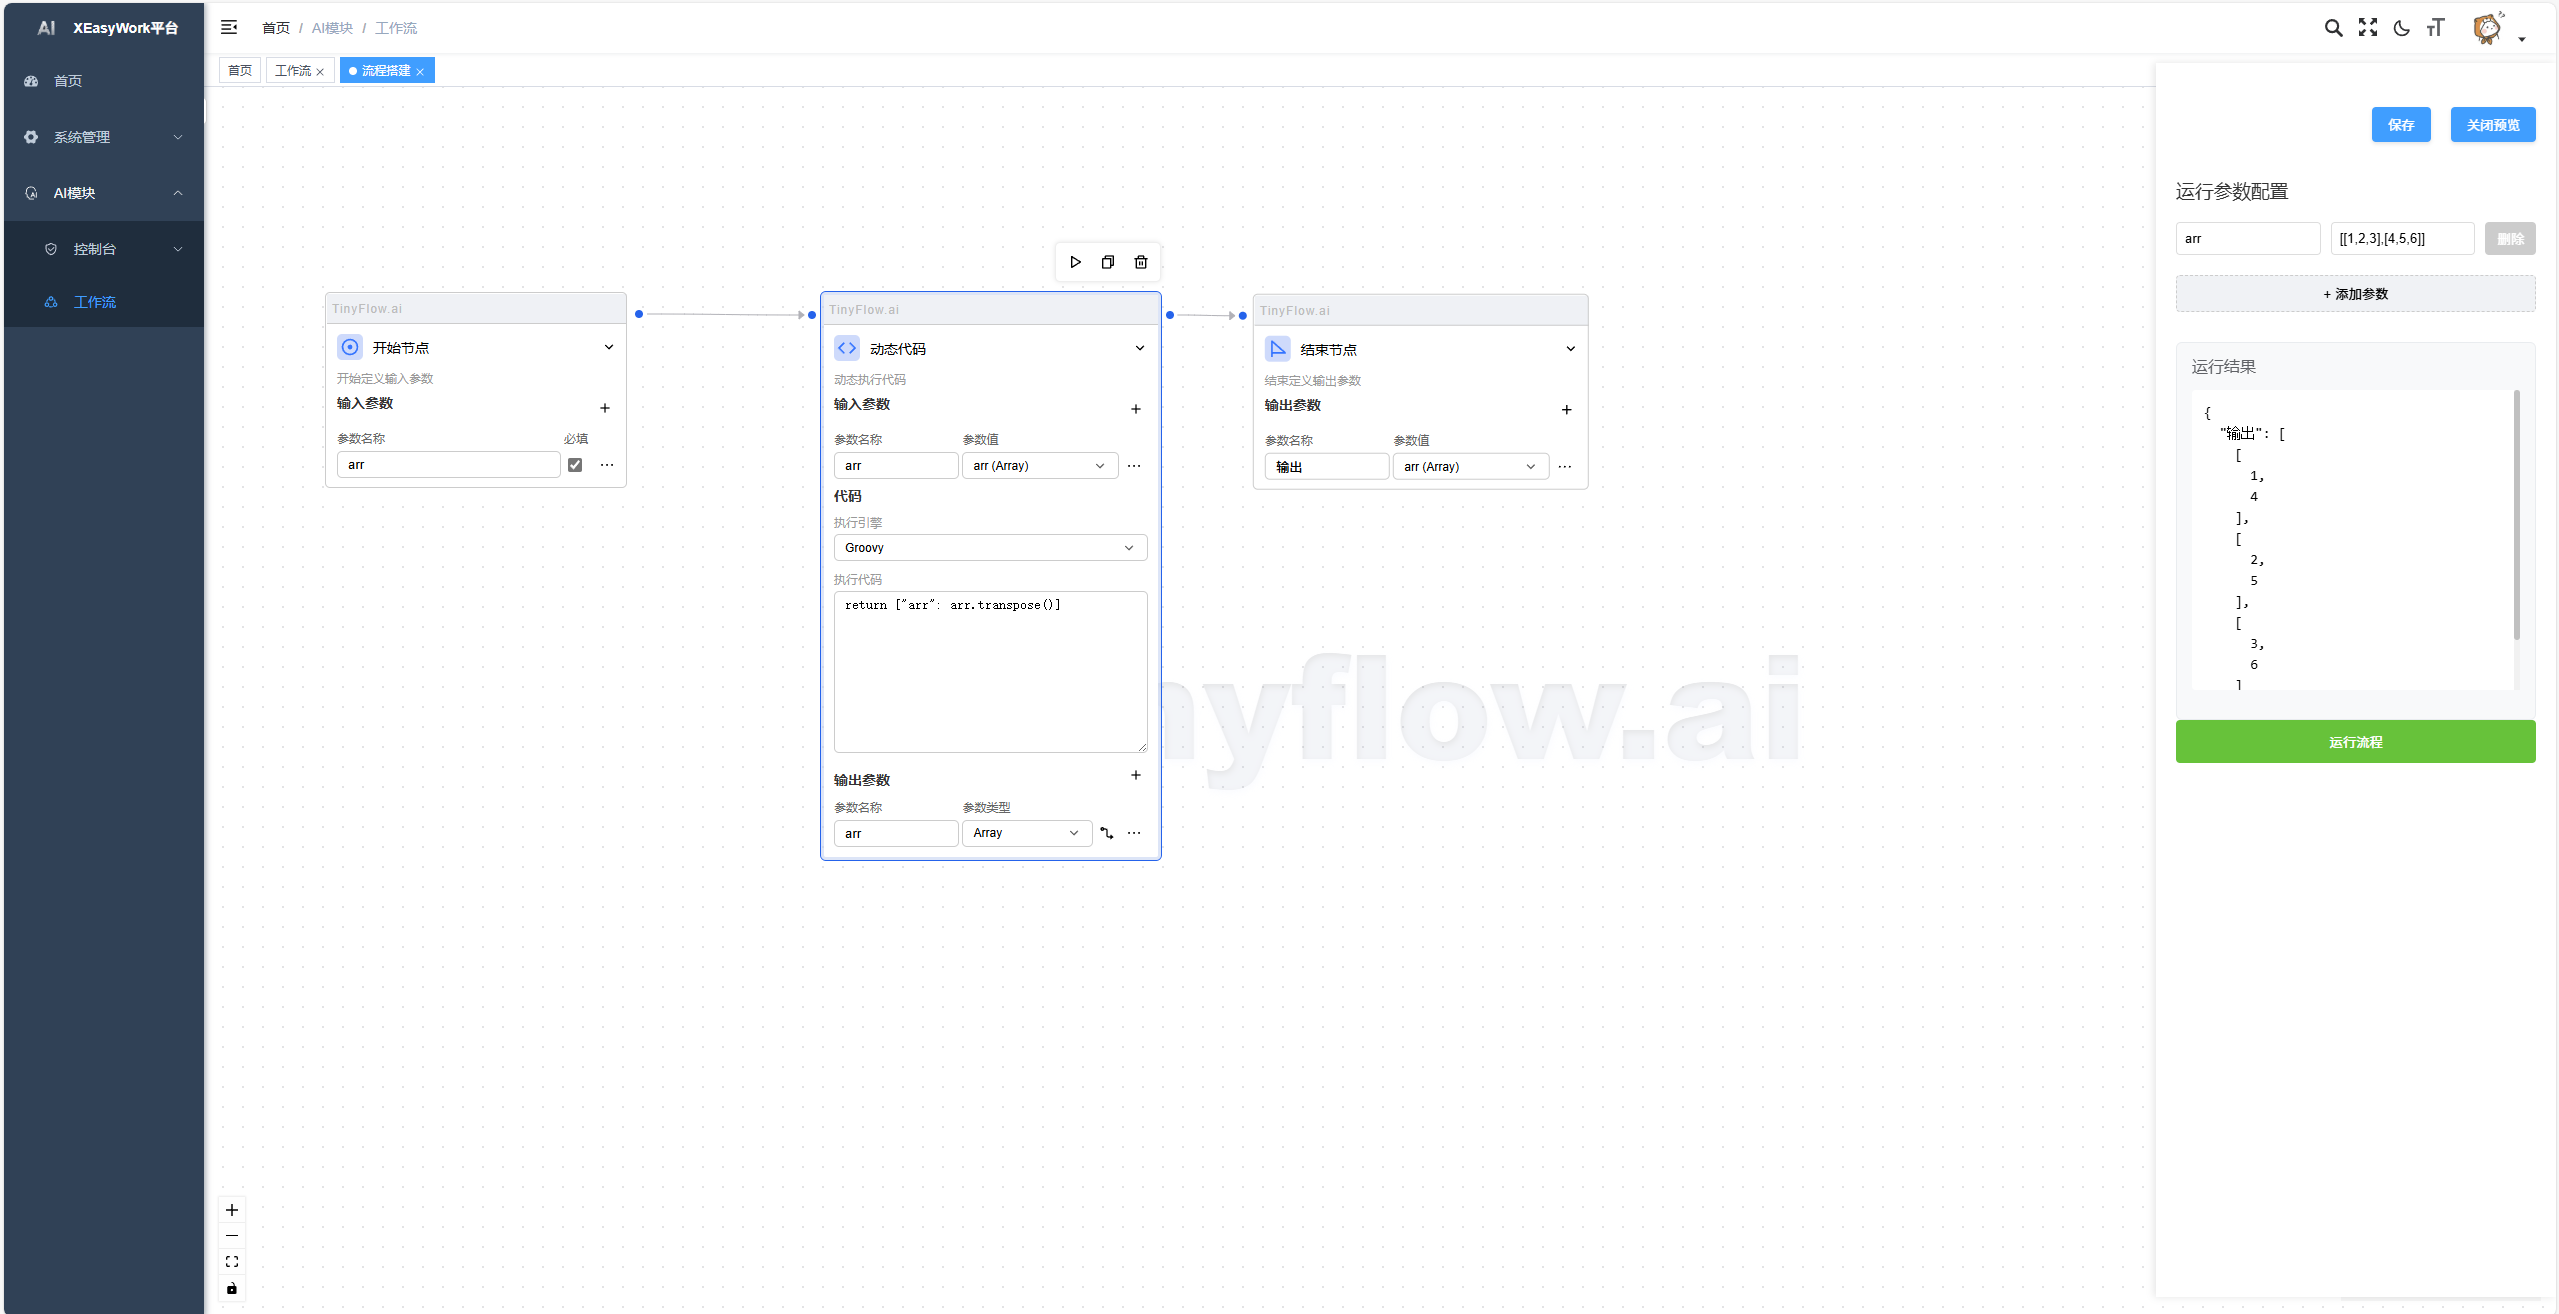 AI XEasyWork平台
首页
系统管理
AI模块
控制台
工作流
首页 / AI模块 / 工作流
首页
工作流
流程搭建
TinyFlow.ai
开始节点
开始定义输入参数
输入参数
参数名称 必填
arr
TinyFlow.ai
动态代码
动态执行代码
输入参数
参数名称 参数值
arr arr (Array)
代码
执行引擎
Groovy
执行代码
return ["arr": arr.transpose()]
输出参数
参数名称 参数类型
arr Array
TinyFlow.ai
结束节点
结束定义输出参数
输出参数
参数名称 参数值
输出 arr (Array)
nyflow.ai
保存 关闭预览
运行参数配置
arr [[1,2,3],[4,5,6]] 删除
+ 添加参数
运行结果
{
"输出": [
[
1,
4
],
[
2,
5
],
[
3,
6
]
运行流程